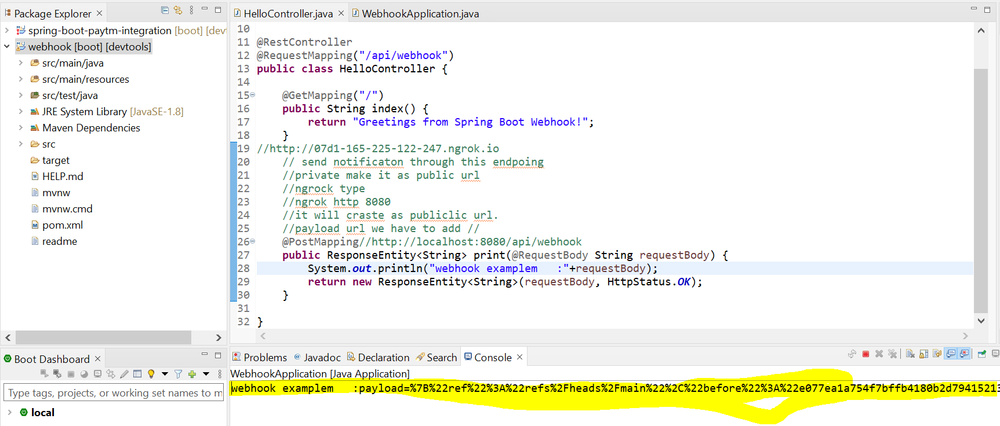 Package Explorer
spring-boot-paytm-integration [boot] [dev
webhook [boot] [devtools]
src/main/java
src/main/resources
src/test/java
JRE System Library [JavaSE-1.8]
Maven Dependencies
src
target
HELP.md
mvnw
mvnw.cmd
pom.xml
readme
HelloController.java
WebhookApplication.java
10
11 @RestController
12 @RequestMapping("/api/webhook")
13 public class HelloController {
14
15 @GetMapping("/")
16 public String index() {
17 return "Greetings from Spring Boot Webhook!";
18 }
19 //http://07d1-165-225-122-247.ngrok.io
20 // send notificaton through this endpoing
21 //private make it as public url
22 //ngrock type
23 //ngrok http 8080
24 //it will craste as publiclic url.
25 //payload url we have to add //
26 @PostMapping//http://localhost:8080/api/webhook
27 public ResponseEntity<String> print(@RequestBody String requestBody) {
28 System.out.println("webhook examplem   :"+requestBody);
29 return new ResponseEntity<String>(requestBody, HttpStatus.OK);
30 }
31
32 }
Boot Dashboard
Type tags, projects, or working set names to m
local
Problems @ Javadoc Declaration Search Console
WebhookApplication [Java Application]
webhook examplem   :payload=%7B%22ref%22%3A%22refs%2Fheads%2Fmain%22%2C%22before%22%3A%22e077ea1a754f7bffb4180b2d79415213